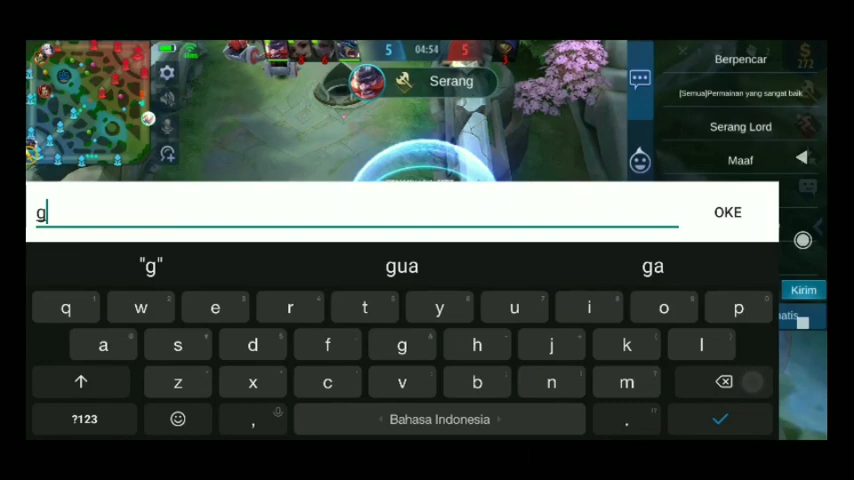 5 04:54 5
Serang
Berpencar
272
[Semua]Permainan yang sangat baik
Serang Lord
Maaf
g
OKE
"g" gua ga
Kirim
q w e r t y u i o p
a s d f g h j k l
z x c v b n m
?123 , Bahasa Indonesia .